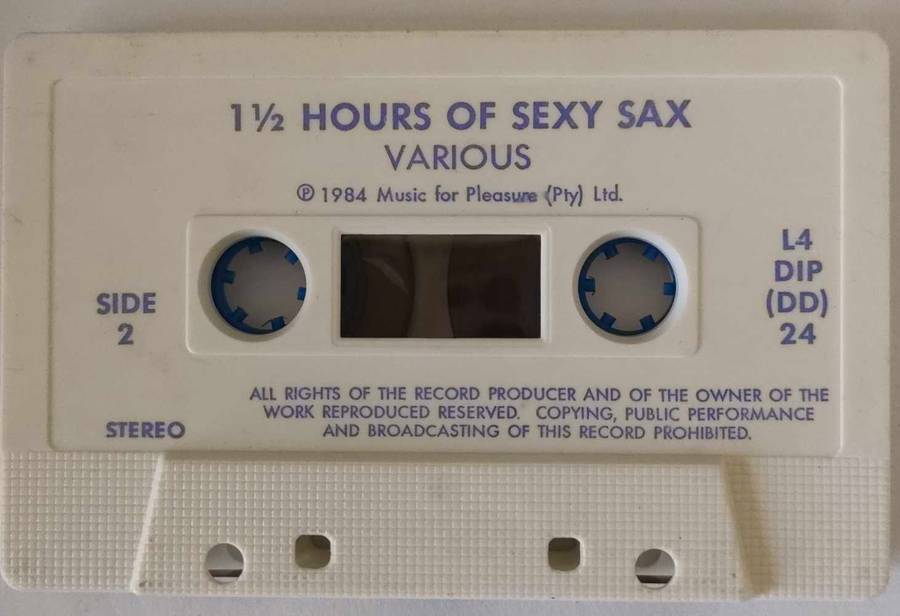 1½ HOURS OF SEXY SAX
VARIOUS
℗ 1984 Music for Pleasure (Pty) Ltd.
SIDE
2
L4
DIP
(DD)
24
STEREO
ALL RIGHTS OF THE RECORD PRODUCER AND OF THE OWNER OF THE
WORK REPRODUCED RESERVED. COPYING, PUBLIC PERFORMANCE
AND BROADCASTING OF THIS RECORD PROHIBITED.